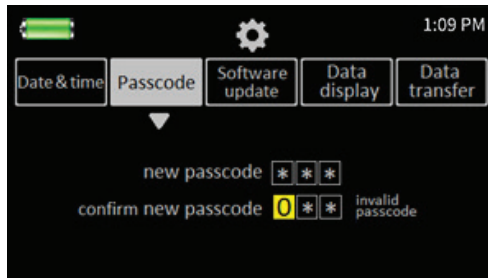 1:09 PM
Date & time Passcode Software update Data display Data transfer
new passcode * * *
confirm new passcode 0 * * invalid passcode